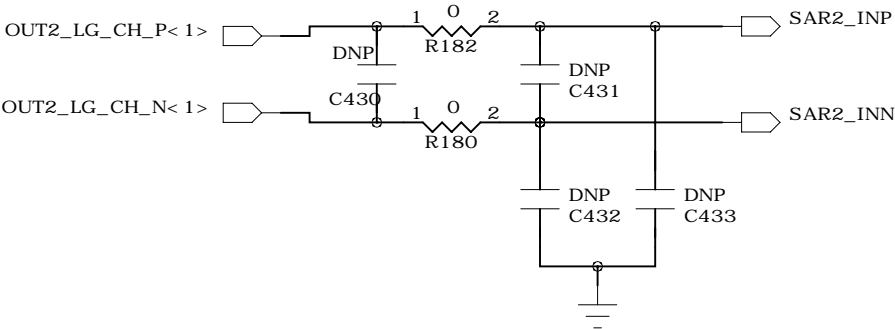 OUT2_LG_CH_P<1>
1
0
2
R182
SAR2_INP
DNP
C430
DNP
C431
OUT2_LG_CH_N<1>
1
0
2
R180
SAR2_INN
DNP
C432
DNP
C433